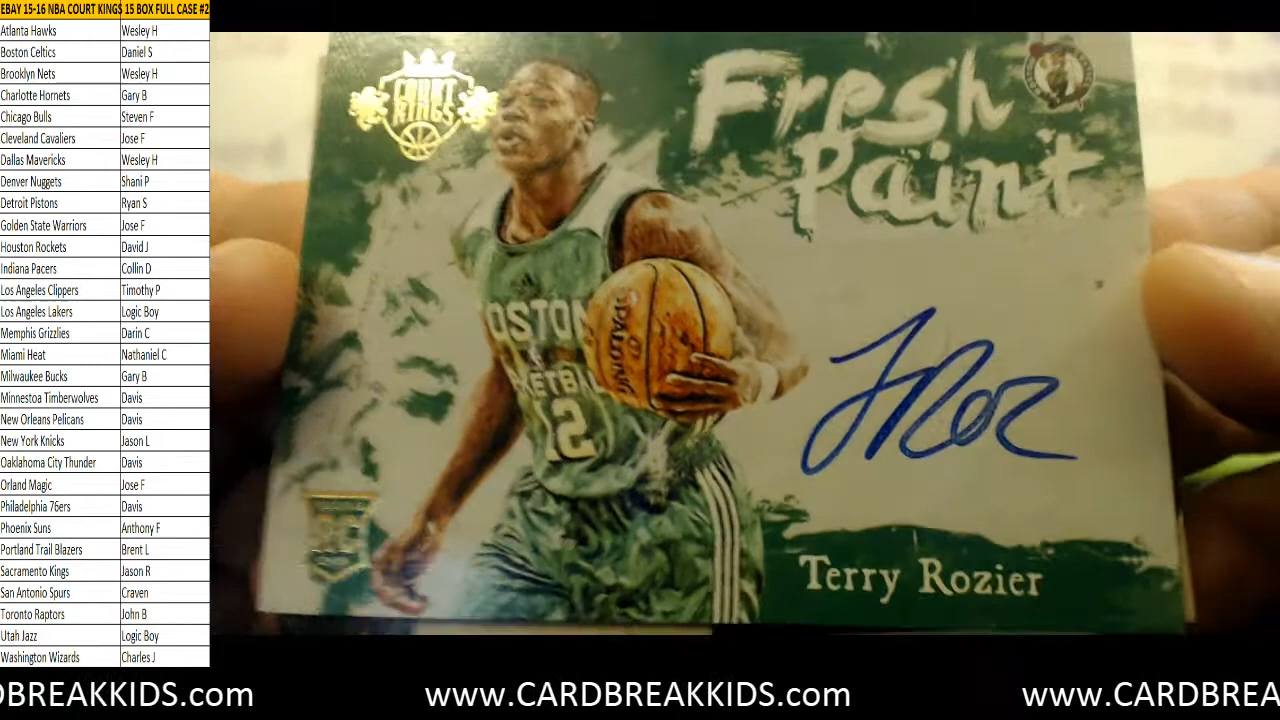 EBAY 15-16 NBA COURT KINGS 15 BOX FULL CASE #2
Atlanta Hawks Wesley H
Boston Celtics Daniel S
Brooklyn Nets Wesley H
Charlotte Hornets Gary B
Chicago Bulls Steven F
Cleveland Cavaliers Jose F
Dallas Mavericks Wesley H
Denver Nuggets Shani P
Detroit Pistons Ryan S
Golden State Warriors Jose F
Houston Rockets David J
Indiana Pacers Collin D
Los Angeles Clippers Timothy P
Los Angeles Lakers Logic Boy
Memphis Grizzlies Darin C
Miami Heat Nathaniel C
Milwaukee Bucks Gary B
Minnestoa Timberwolves Davis
New Orleans Pelicans Davis
New York Knicks Jason L
Oaklahoma City Thunder Davis
Orland Magic Jose F
Philadelphia 76ers Davis
Phoenix Suns Anthony F
Portland Trail Blazers Brent L
Sacramento Kings Jason R
San Antonio Spurs Craven
Toronto Raptors John B
Utah Jazz Logic Boy
Washington Wizards Charles J
COURT
KINGS
Fresh
Paint
OSTON
KETBA
12
SPALDING
Terry Rozier
DBREAKKIDS.com www.CARDBREAKKIDS.com www.CARDBREA